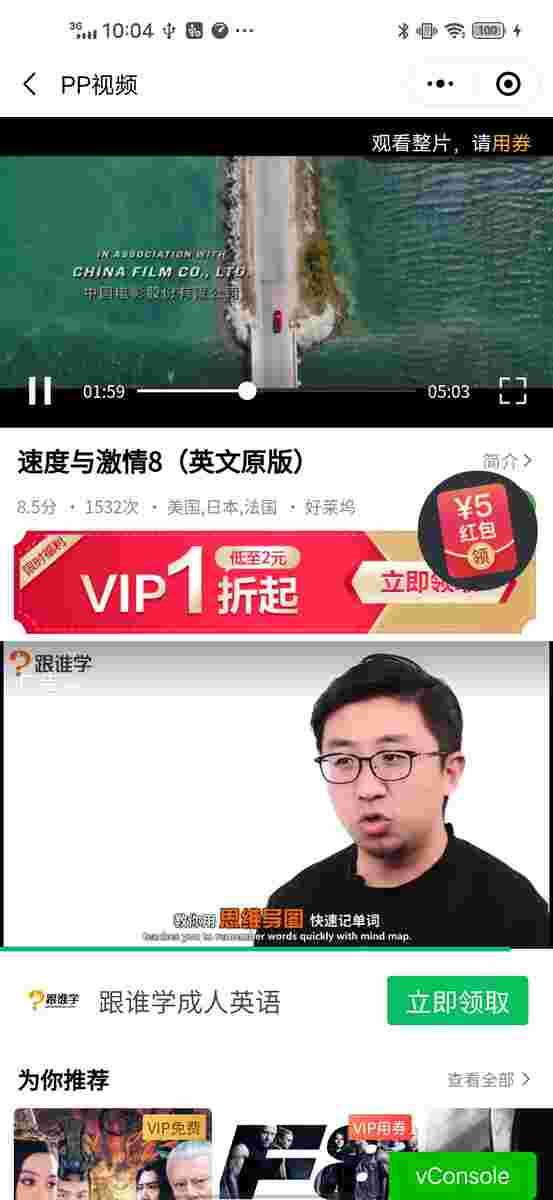 3G 10:04 100
PP视频
观看整片，请用券
IN ASSOCIATION WITH
CHINA FILM CO., LTD.
中国电影股份有限公司
01:59
05:03
速度与激情8（英文原版）
简介
8.5分 · 1532次 · 美国,日本,法国 · 好莱坞
¥5
红包
领
限时福利
VIP1折起
低至2元
立即领取
跟谁学
教你用 思维导图 快速记单词
teaches you to remember words quickly with mind map.
跟谁学
跟谁学成人英语
立即领取
为你推荐
查看全部
VIP免费
VIP用券
F8
vConsole